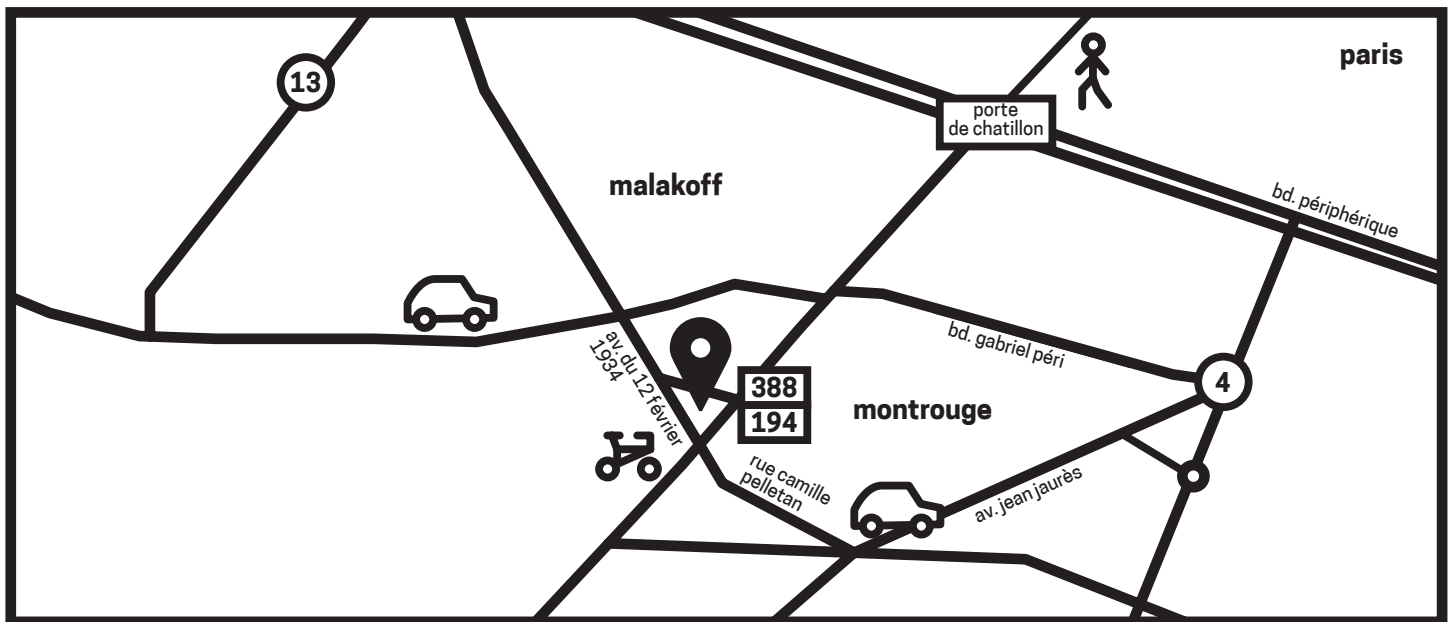 paris
13
porte
de chatillon
malakoff
bd. périphérique
bd. gabriel péri
av. du 12 février
1934
388
194
4
montrouge
rue camille
pelletan
av. jean jaurès